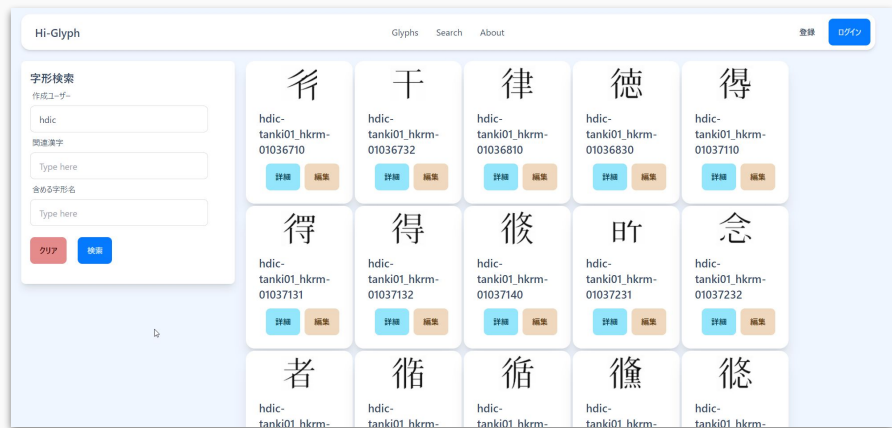 Hi-Glyph
Glyphs Search About
登録 ログイン
字形検索
作成ユーザー
hdic
関連漢字
Type here
含める字形名
Type here
クリア 検索
干 律 徳 得
hdic-tanki01_hkrm-01036710
詳細 編集
hdic-tanki01_hkrm-01036732
詳細 編集
hdic-tanki01_hkrm-01036810
詳細 編集
hdic-tanki01_hkrm-01036830
詳細 編集
hdic-tanki01_hkrm-01037110
詳細 編集
得 念
hdic-tanki01_hkrm-01037131
詳細 編集
hdic-tanki01_hkrm-01037132
詳細 編集
hdic-tanki01_hkrm-01037140
詳細 編集
hdic-tanki01_hkrm-01037231
詳細 編集
hdic-tanki01_hkrm-01037232
詳細 編集
者 循
hdic-tanki01_hkrm-
hdic-tanki01_hkrm-
hdic-tanki01_hkrm-
hdic-tanki01_hkrm-
hdic-tanki01_hkrm-